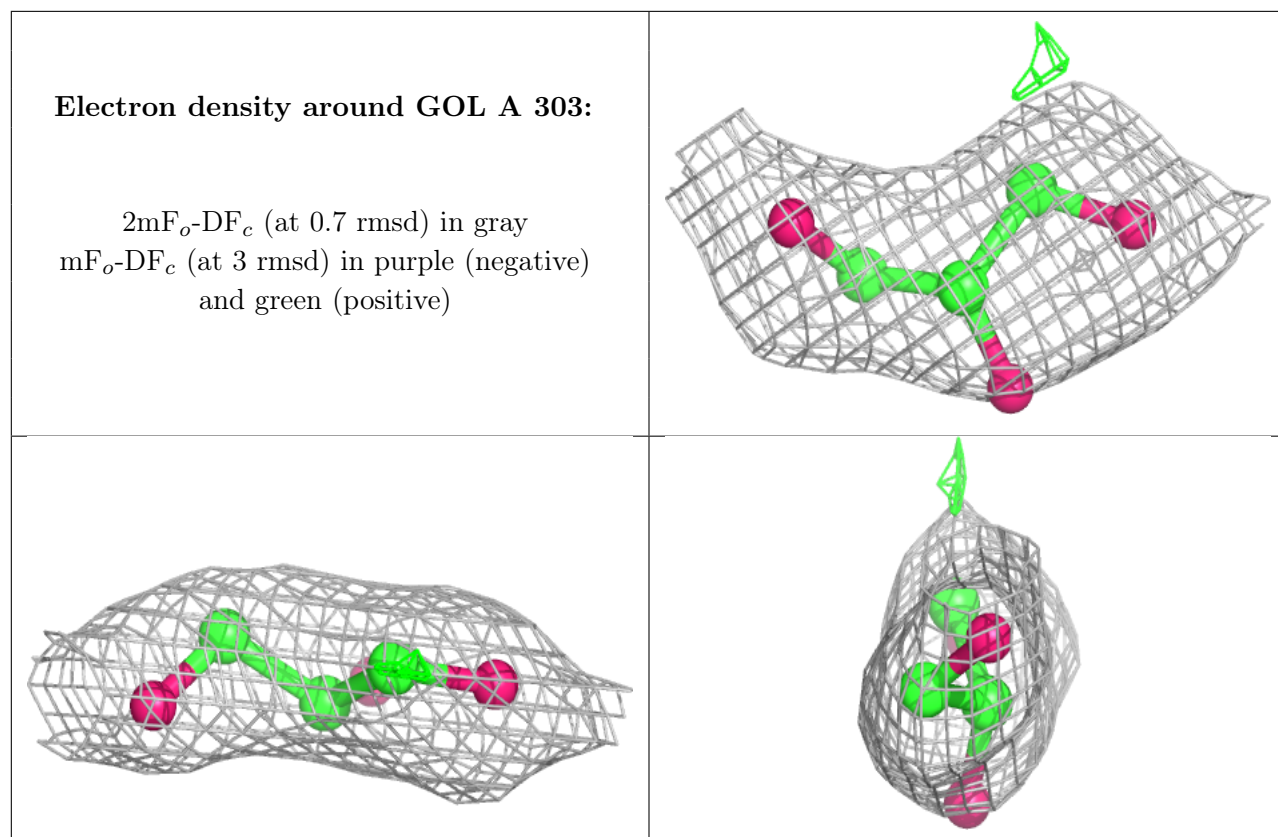 Electron density around GOL A 303:
2mFo-DFc (at 0.7 rmsd) in gray
mFo-DFc (at 3 rmsd) in purple (negative)
and green (positive)